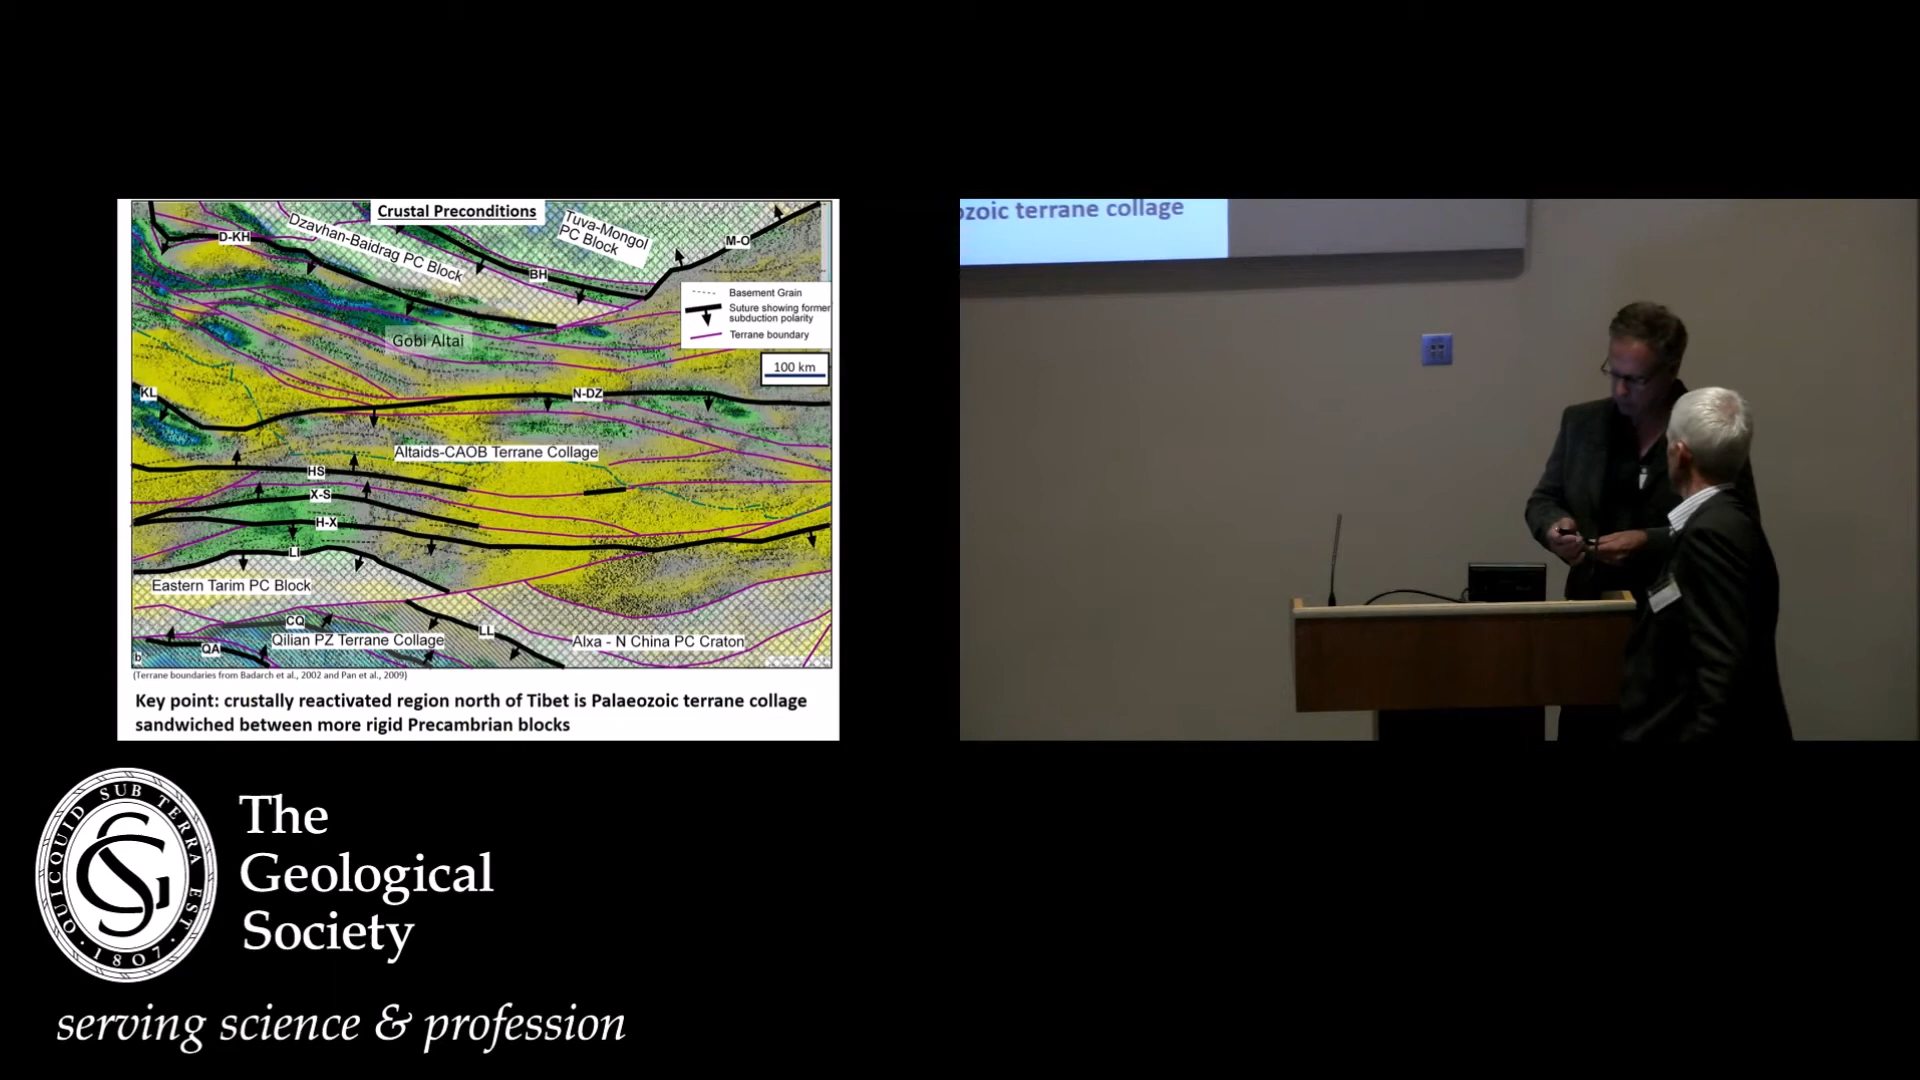 Crustal Preconditions
Dzavhan-Baidrag PC Block
Tuva-Mongol
PC Block
D-KH
M-O
BH
Basement Grain
Suture showing former
subduction polarity
Terrane boundary
Gobi Altai
100 km
KL
N-DZ
Altaids-CAOB Terrane Collage
HS
X-S
H-X
LI
Eastern Tarim PC Block
CQ
LL
Qilian PZ Terrane Collage
Alxa - N China PC Craton
QA
b
(Terrane boundaries from Badarch et al., 2002 and Pan et al., 2009)
Key point: crustally reactivated region north of Tibet is Palaeozoic terrane collage
sandwiched between more rigid Precambrian blocks
ozoic terrane collage
QUICQUID SUB TERRA EST
1807
The
Geological
Society
serving science & profession